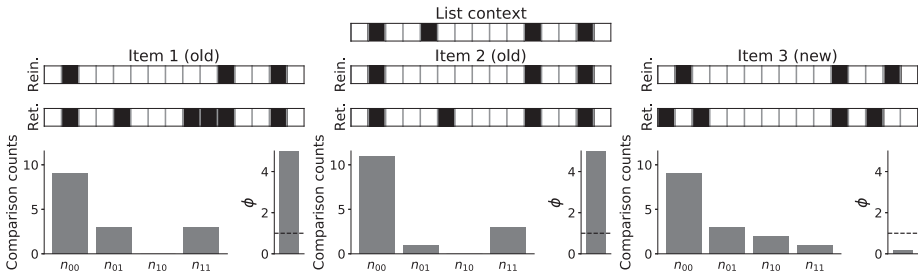 List context
Item 1 (old)
Item 2 (old)
Item 3 (new)
Rein.
Rein.
Rein.
Ret.
Ret.
Ret.
Comparison counts
10
5
0
n₀₀ n₀₁ n₁₀ n₁₁
ϕ
4
2
0
Comparison counts
10
5
0
n₀₀ n₀₁ n₁₀ n₁₁
ϕ
4
2
0
Comparison counts
10
5
0
n₀₀ n₀₁ n₁₀ n₁₁
ϕ
4
2
0